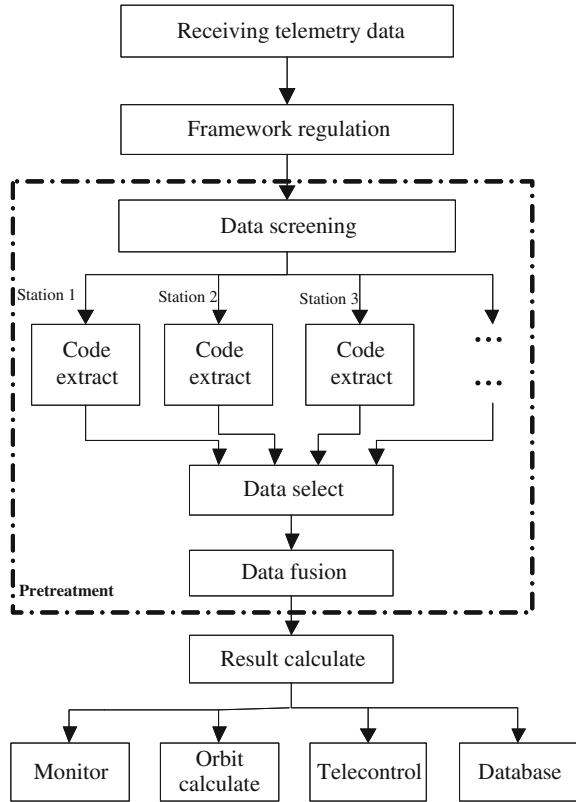 Receiving telemetry data
Framework regulation
Data screening
Station 1
Station 2
Station 3
Code
extract
Code
extract
Code
extract
...
...
Data select
Data fusion
Pretreatment
Result calculate
Monitor
Orbit
calculate
Telecontrol
Database